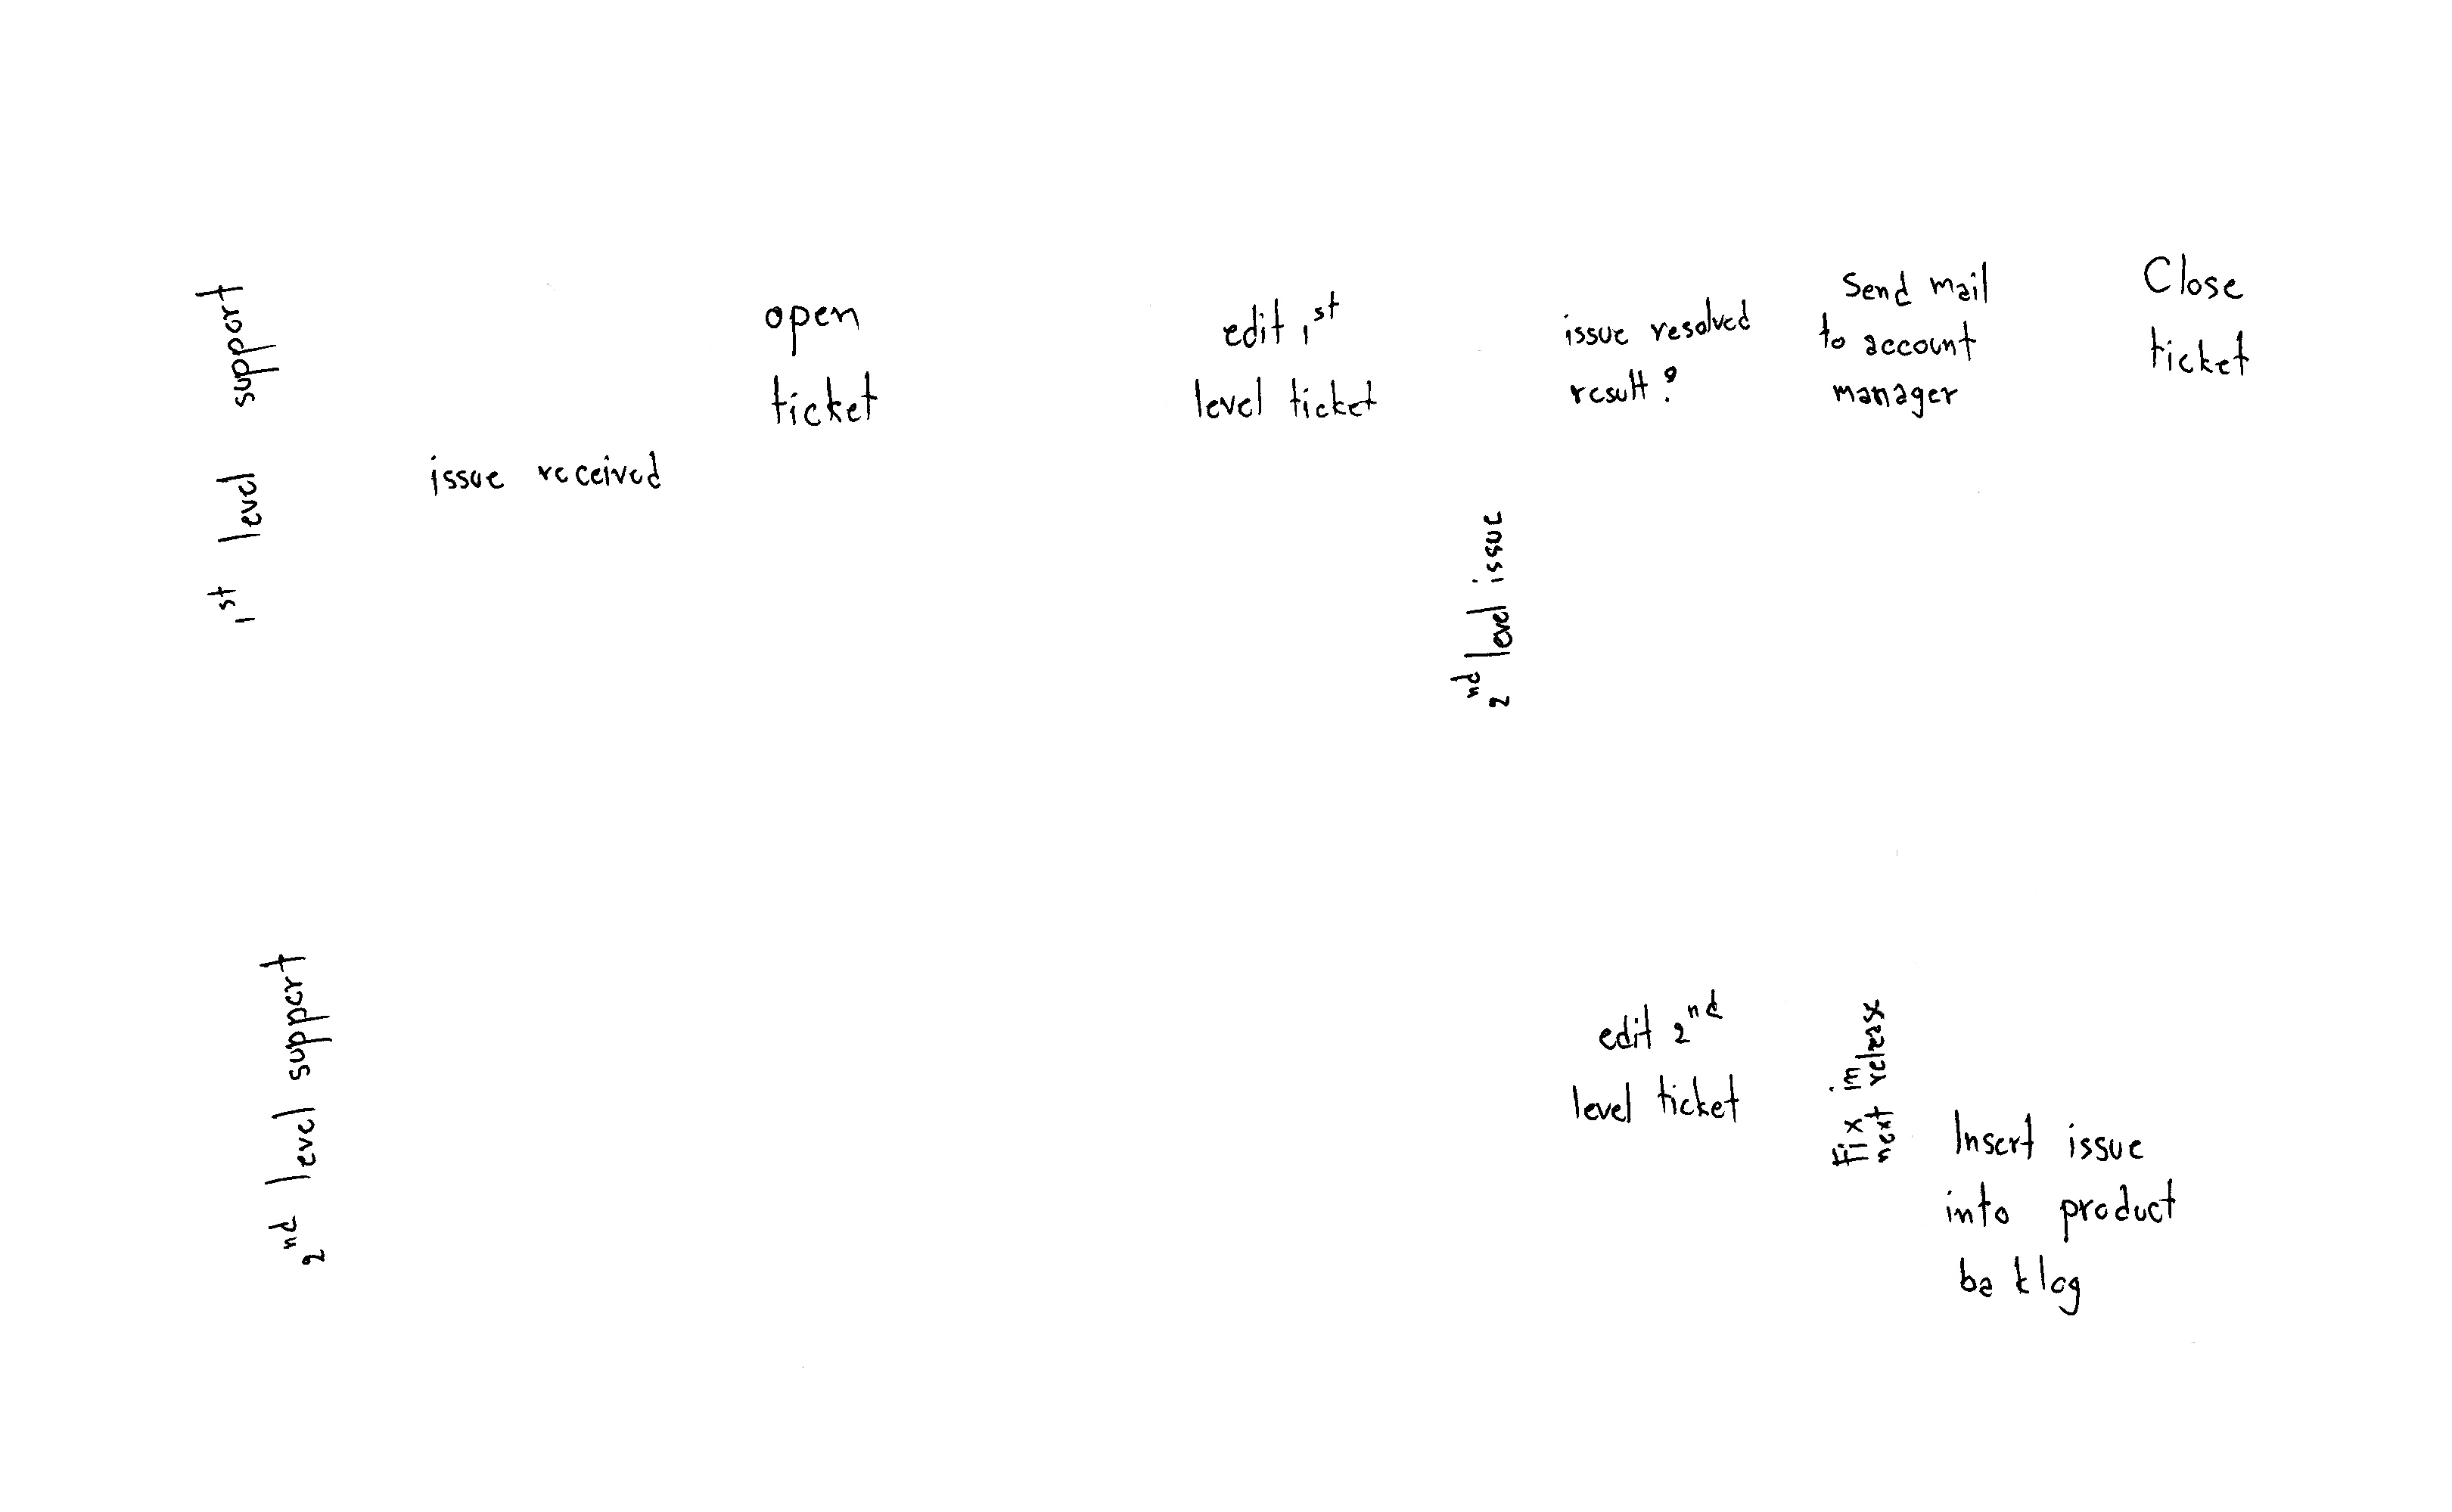 1st level support
issue received
open
ticket
edit 1st
level ticket
2nd level issue
issue resolved
result?
Send mail
to account
manager
Close
ticket
2nd level support
edit 2nd
level ticket
Fix in
next release
Insert issue
into product
backlog